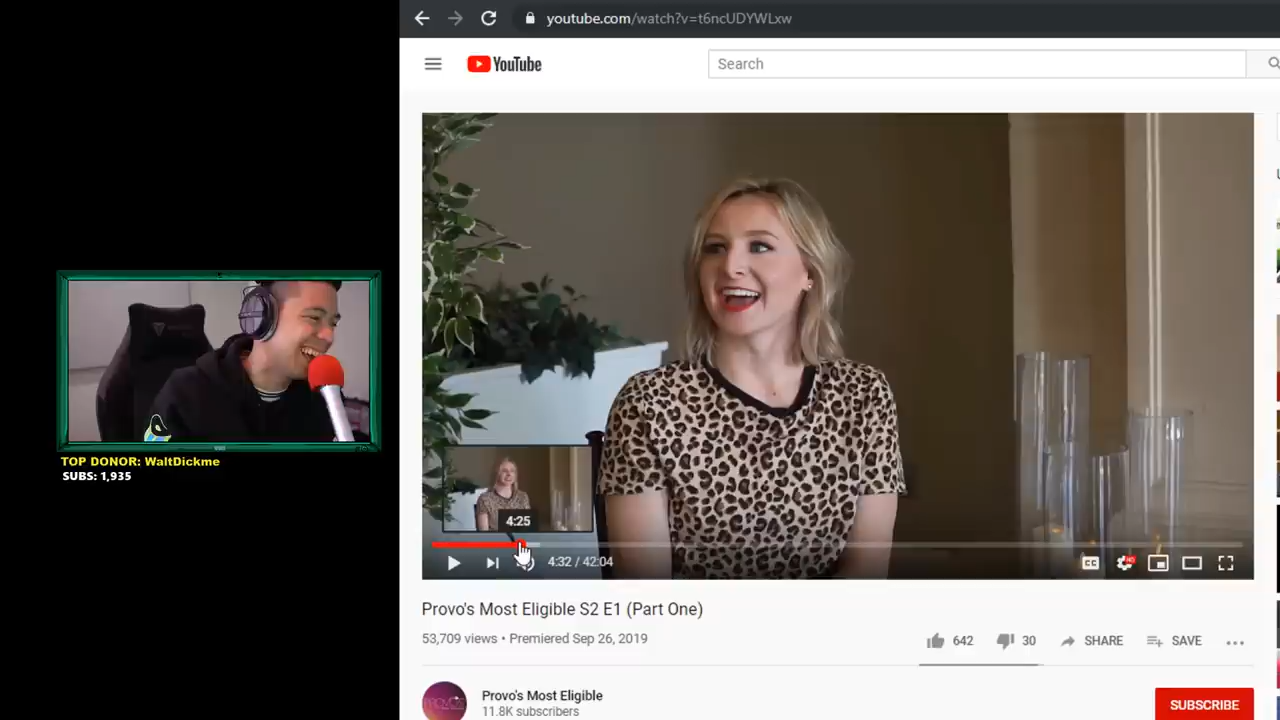 youtube.com/watch?v=t6ncUDYWLxw
YouTube
Search
4:25
4:32 / 42:04
CC
HD
Provo's Most Eligible S2 E1 (Part One)
53,709 views • Premiered Sep 26, 2019
642
30
SHARE
SAVE
Provo's Most Eligible
11.8K subscribers
SUBSCRIBE
TOP DONOR: WaltDickme
SUBS: 1,935